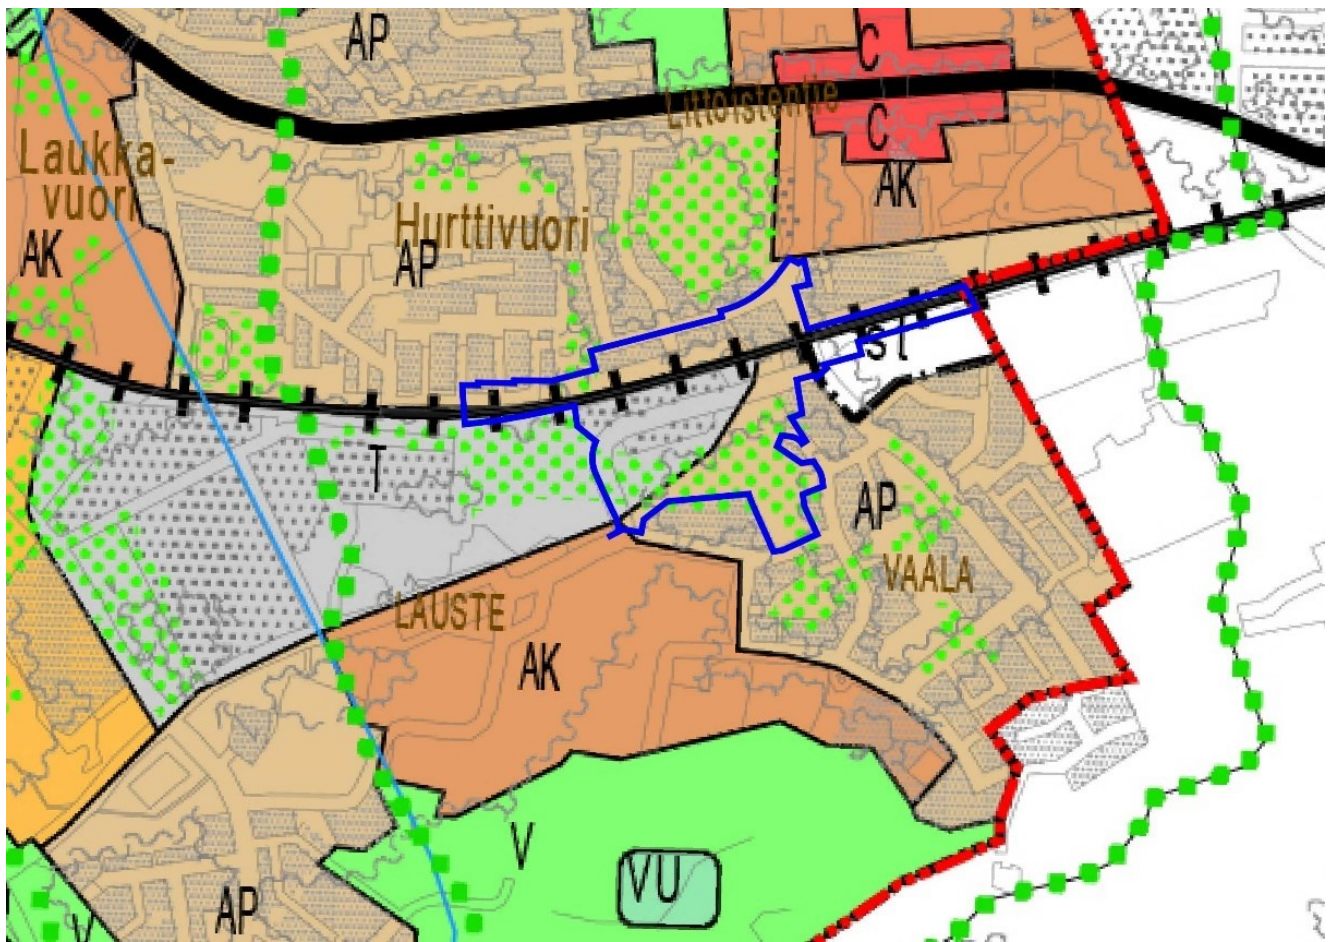 AP
C
Littoistentie
C
Laukka-
vuori
AK
Hurttivuori
AK
AP
st
T
AP
VAALA
LAUSTE
AK
V
VU
AP
V